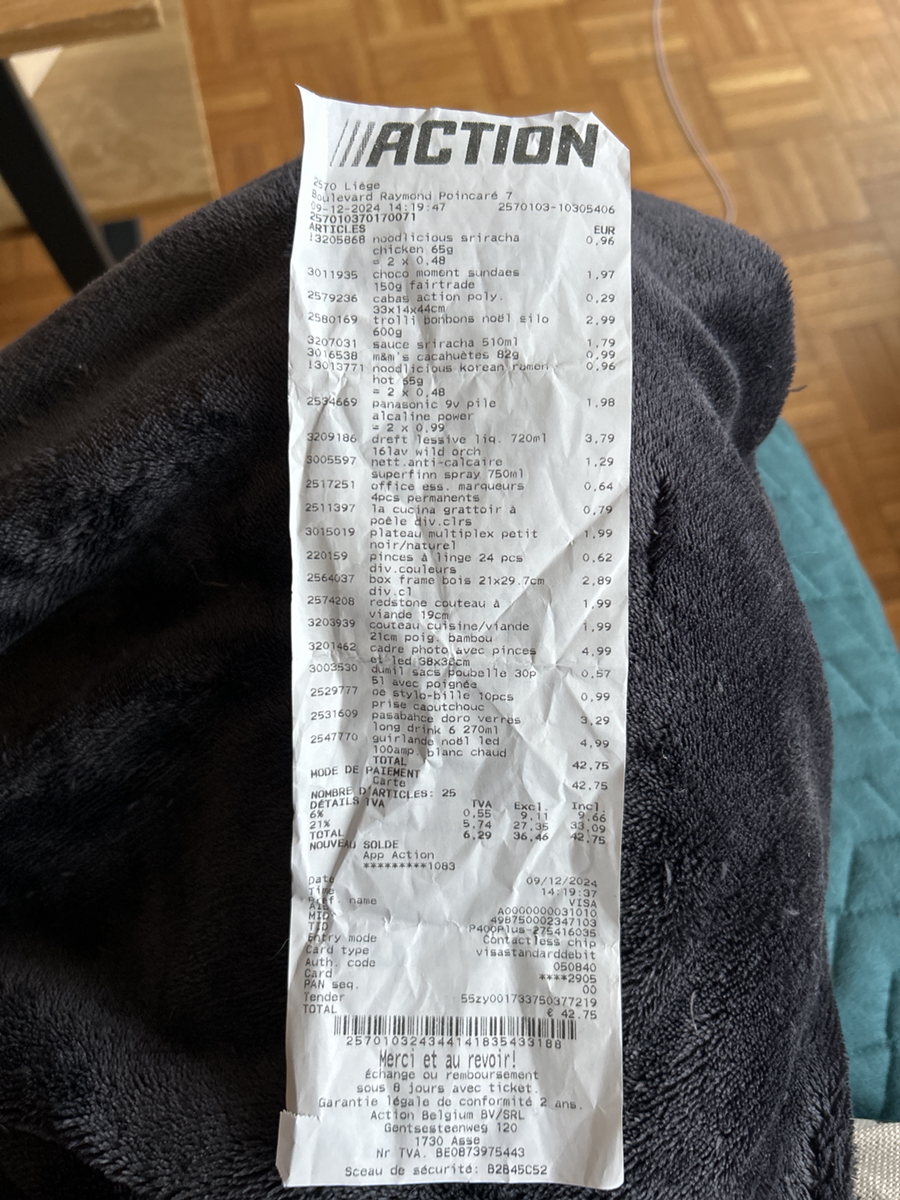 ACTION
2570 Liège
Boulevard Raymond Poincaré 7
09-12-2024 14:19:47 2570103-10305406
257010370170071
ARTICLES EUR
13205868 noodlicious sriracha 0,96
chicken 65g
= 2 x 0.48
3011935 choco moment sundaes 1,97
150g fairtrade
2579236 cabas action poly. 0,29
33x14x44cm
2580169 trolli bonbons noël silo 2,99
600g
3207031 sauce sriracha 510ml 1,79
3016538 m&m's cacahuètes 82g 0,99
13013771 noodlicious korean ramen 0,96
hot 65g
= 2 x 0.48
2534669 panasonic 9v pile 1,98
alcaline power
= 2 x 0.99
3209186 dreft lessive liq. 720ml 3,79
16lav wild orch
3005597 nett.anti-calcaire 1,29
superfinn spray 750ml
2517251 office ess. marqueurs 0,64
4pcs permanents
2511397 la cucina grattoir à 0,79
poêle div.clrs
3015019 plateau multiplex petit 1,99
noir/naturel
220159 pinces à linge 24 pcs 0,62
div.couleurs
2564037 box frame bois 21x29.7cm 2,89
div.cl
2574208 redstone couteau à 1,99
viande 19cm
3203939 couteau cuisine/viande 1,99
21cm poig. bambou
3201462 cadre photo avec pinces 4,99
et led 38x32cm
3003530 dumil sacs poubelle 30p 0,57
5l avec poignée
2529777 oe stylo-bille 10pcs 0,99
prise caoutchouc
2531609 pasabahce doro verres 3,29
long drink 6 270ml
2547770 guirlande noël led 4,99
100amp. blanc chaud
TOTAL 42,75
MODE DE PAIEMENT
Carte 42,75
NOMBRE D'ARTICLES: 25
DÉTAILS TVA TVA Excl. Incl.
6% 0,55 9,11 9,66
21% 5,74 27,35 33,09
TOTAL 6,29 36,46 42,75
NOUVEAU SOLDE
App Action
*********1083
Date 09/12/2024
Time 14:19:37
Pref. name VISA
AID A0000000031010
MID 498750002347103
TID P400Plus-275416035
Entry mode Contactless chip
Card type visastandarddebit
Auth. code 050840
Card ****2905
PAN seq. 00
Tender 55zy001733750377219
TOTAL € 42.75
2570103243441418354331​88
Merci et au revoir!
Échange ou remboursement
sous 8 jours avec ticket.
Garantie légale de conformité 2 ans.
Action Belgium BV/SRL
Gentsesteenweg 120
1730 Asse
Nr TVA. BE0873975443
Sceau de sécurité: B2B45C52